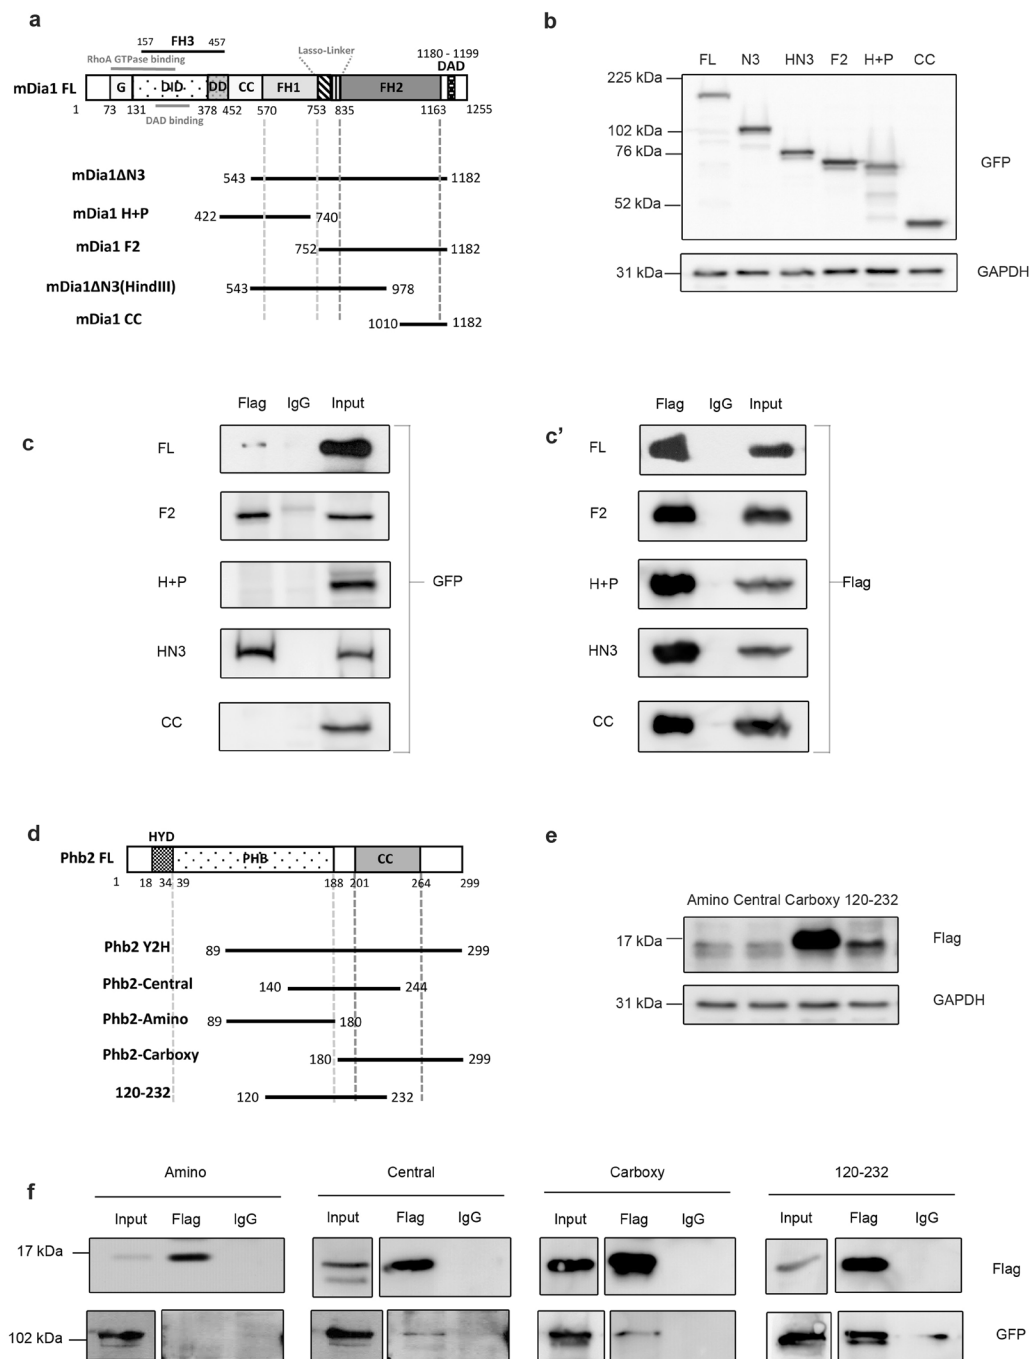 a
157 FH3 457
RhoA GTPase binding
Lasso-Linker
1180 - 1199
DAD
mDia1 FL G DID DD CC FH1 FH2
1 73 131 378 452 570 753 835 1163 1255
DAD binding
mDia1ΔN3 543 1182
mDia1 H+P 422 740
mDia1 F2 752 1182
mDia1ΔN3(HindIII) 543 978
mDia1 CC 1010 1182
b
FL N3 HN3 F2 H+P CC
225 kDa
102 kDa
76 kDa
GFP
52 kDa
31 kDa GAPDH
c
Flag IgG Input
FL
F2
H+P GFP
HN3
CC
c’
Flag IgG Input
FL
F2
H+P Flag
HN3
CC
d
HYD
Phb2 FL PHB CC
1 18 34 39 188 201 264 299
Phb2 Y2H 89 299
Phb2-Central 140 244
Phb2-Amino 89 180
Phb2-Carboxy 180 299
120-232 120 232
e
Amino Central Carboxy 120-232
17 kDa Flag
31 kDa GAPDH
f
Amino Central Carboxy 120-232
Input Flag IgG Input Flag IgG Input Flag IgG Input Flag IgG
17 kDa Flag
102 kDa GFP